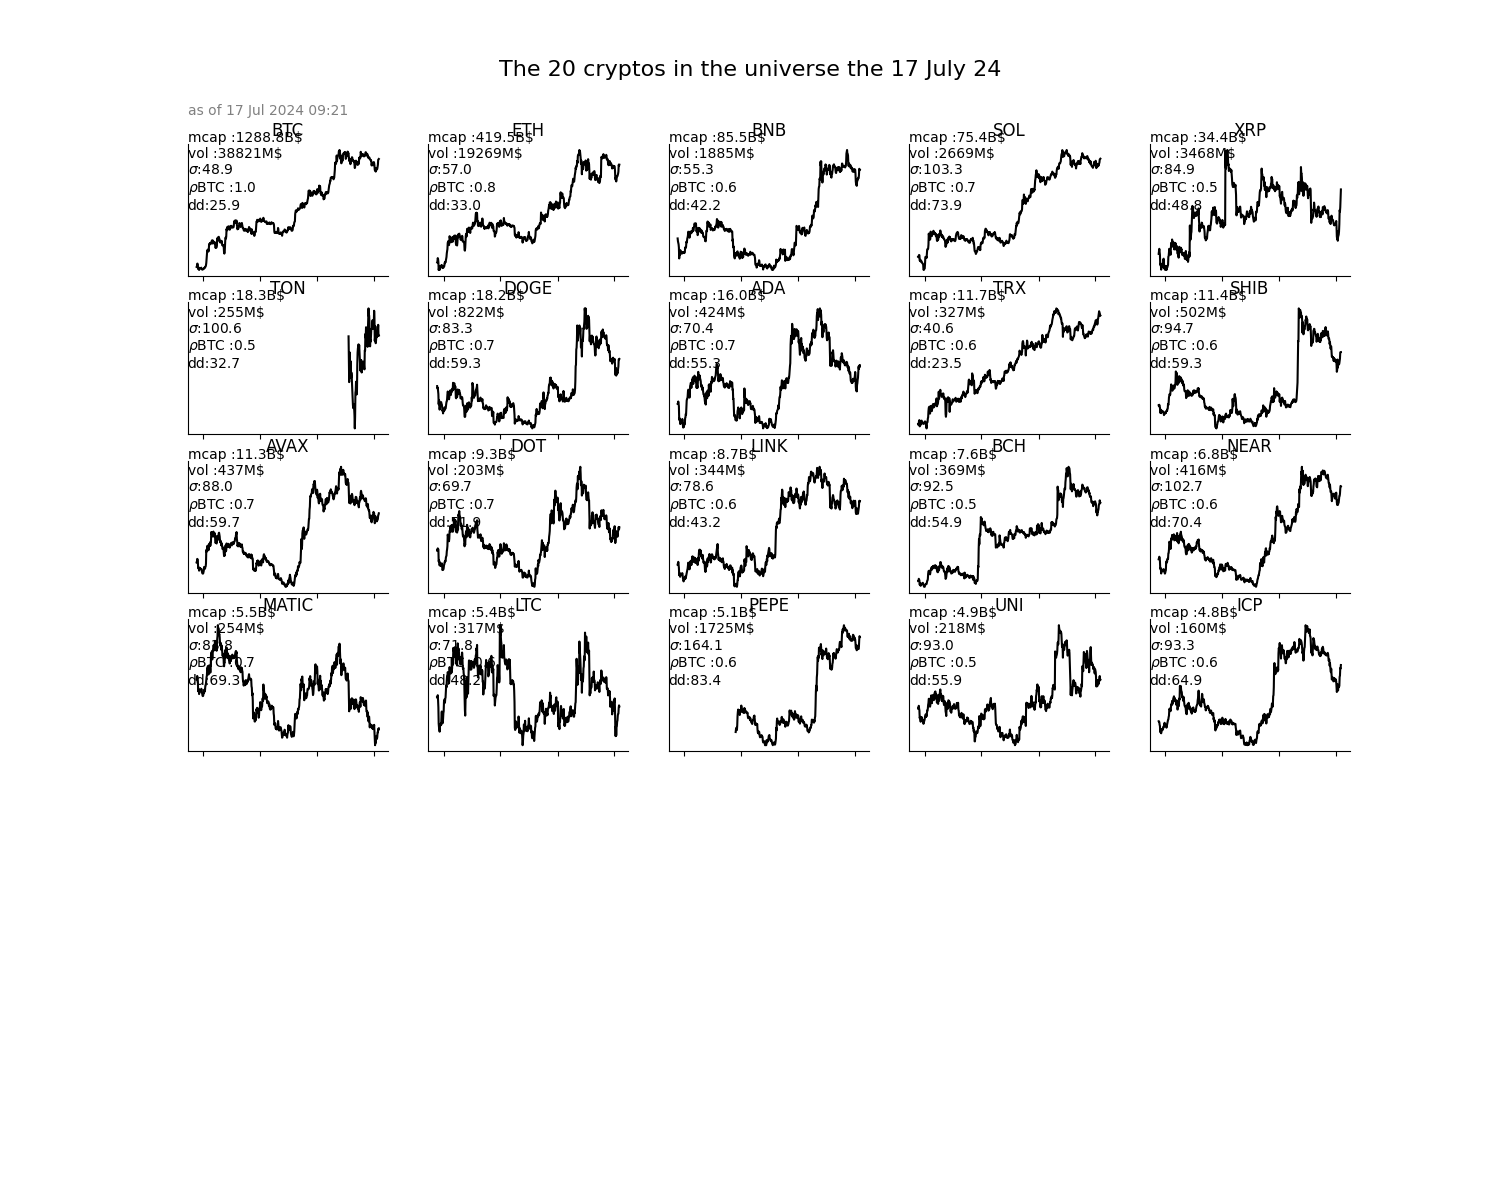 The 20 cryptos in the universe the 17 July 24
as of 17 Jul 2024 09:21
BTC
mcap :1288.8B$
vol :38821M$
σ:48.9
ρBTC :1.0
dd:25.9
ETH
mcap :419.5B$
vol :19269M$
σ:57.0
ρBTC :0.8
dd:33.0
BNB
mcap :85.5B$
vol :1885M$
σ:55.3
ρBTC :0.6
dd:42.2
SOL
mcap :75.4B$
vol :2669M$
σ:103.3
ρBTC :0.7
dd:73.9
XRP
mcap :34.4B$
vol :3468M$
σ:84.9
ρBTC :0.5
dd:48.8
TON
mcap :18.3B$
vol :255M$
σ:100.6
ρBTC :0.5
dd:32.7
DOGE
mcap :18.2B$
vol :822M$
σ:83.3
ρBTC :0.7
dd:59.3
ADA
mcap :16.0B$
vol :424M$
σ:70.4
ρBTC :0.7
dd:55.3
TRX
mcap :11.7B$
vol :327M$
σ:40.6
ρBTC :0.6
dd:23.5
SHIB
mcap :11.4B$
vol :502M$
σ:94.7
ρBTC :0.6
dd:59.3
AVAX
mcap :11.3B$
vol :437M$
σ:88.0
ρBTC :0.7
dd:59.7
DOT
mcap :9.3B$
vol :203M$
σ:69.7
ρBTC :0.7
LINK
mcap :8.7B$
vol :344M$
σ:78.6
ρBTC :0.6
dd:43.2
BCH
mcap :7.6B$
vol :369M$
σ:92.5
ρBTC :0.5
dd:54.9
NEAR
mcap :6.8B$
vol :416M$
σ:102.7
ρBTC :0.6
dd:70.4
MATIC
mcap :5.5B$
vol :254M$
ρBTC :0.7
dd:69.3
LTC
mcap :5.4B$
vol :317M$
σ:71.8
ρBTC
dd:48.2
PEPE
mcap :5.1B$
vol :1725M$
σ:164.1
ρBTC :0.6
dd:83.4
UNI
mcap :4.9B$
vol :218M$
σ:93.0
ρBTC :0.5
dd:55.9
ICP
mcap :4.8B$
vol :160M$
σ:93.3
ρBTC :0.6
dd:64.9